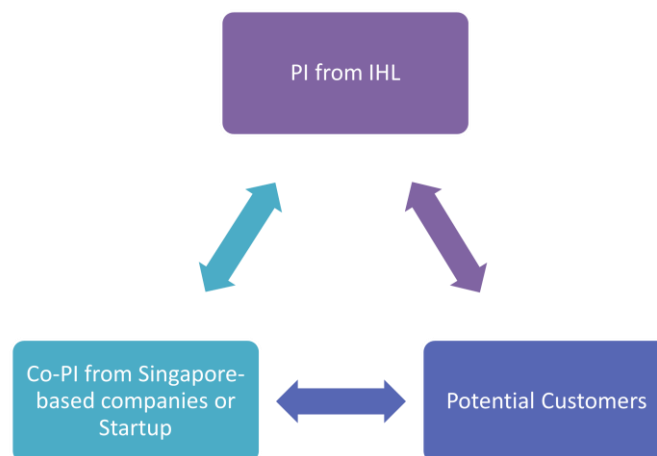 PI from IHL
Co-PI from Singapore-
based companies or
Startup
Potential Customers